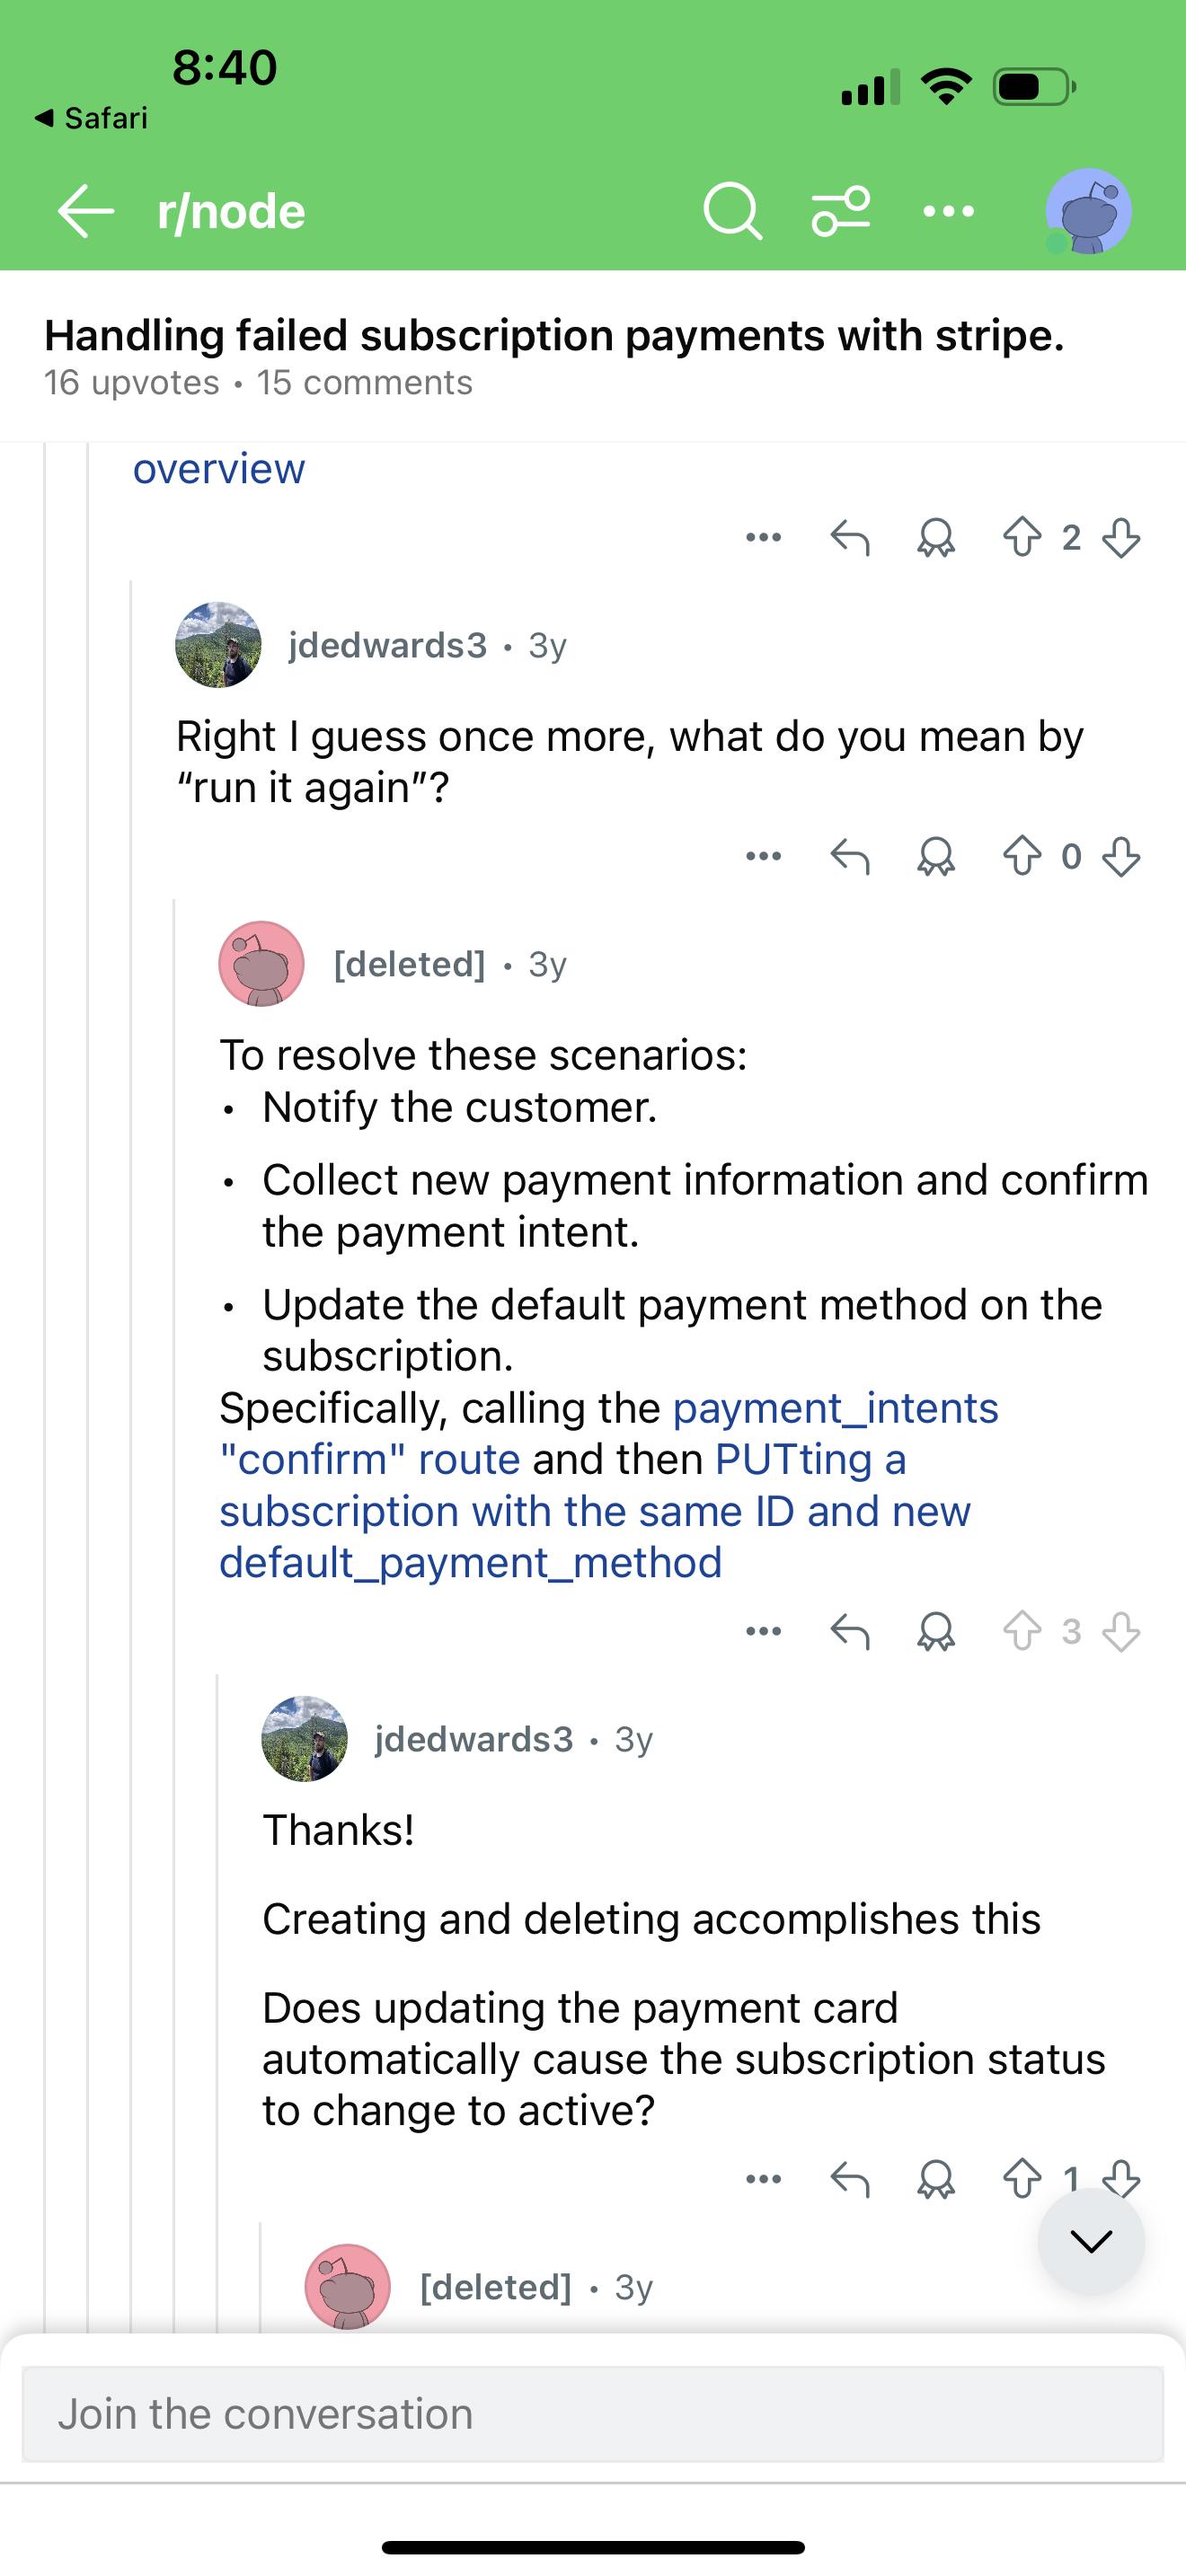 8:40
Safari
r/node
Handling failed subscription payments with stripe.
16 upvotes • 15 comments
overview
2
jdedwards3 • 3y
Right I guess once more, what do you mean by
“run it again”?
0
[deleted] • 3y
To resolve these scenarios:
• Notify the customer.
• Collect new payment information and confirm
the payment intent.
• Update the default payment method on the
subscription.
Specifically, calling the payment_intents
"confirm" route and then PUTting a
subscription with the same ID and new
default_payment_method
3
jdedwards3 • 3y
Thanks!
Creating and deleting accomplishes this
Does updating the payment card
automatically cause the subscription status
to change to active?
1
[deleted] • 3y
Join the conversation